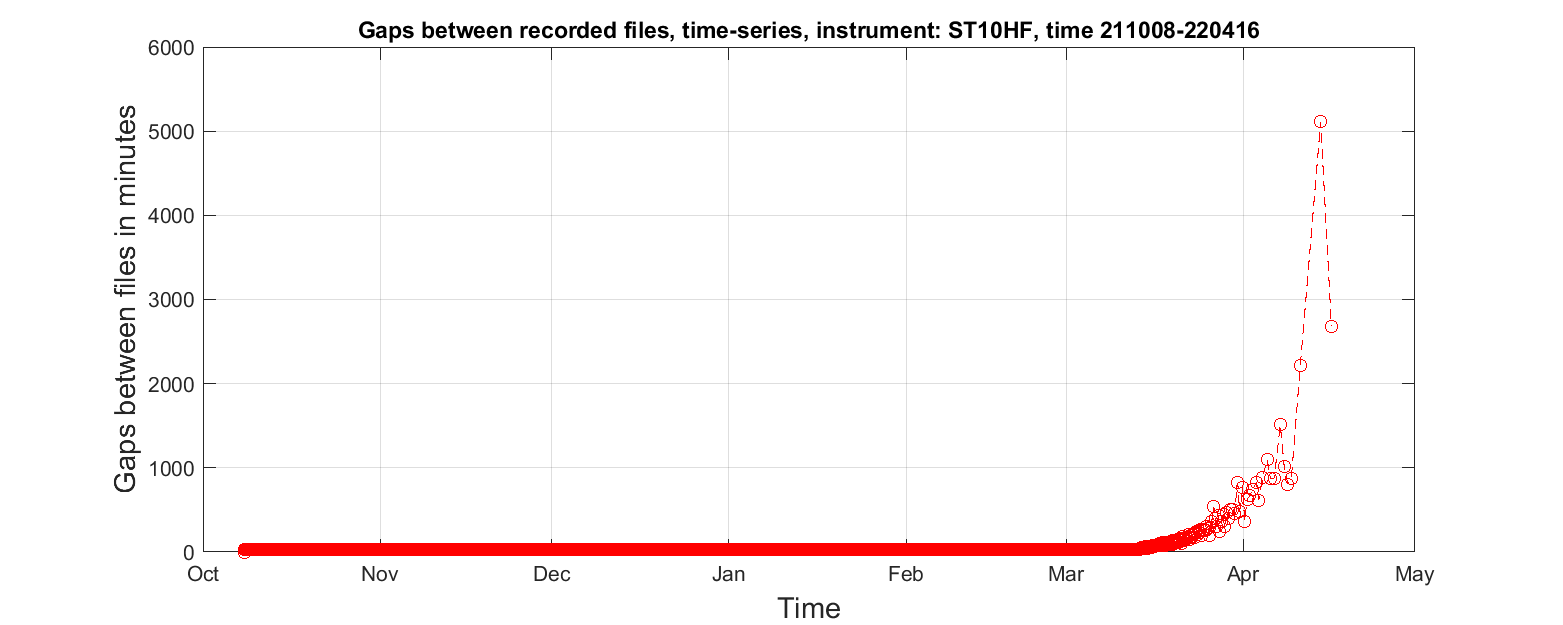 Gaps between recorded files, time-series, instrument: ST10HF, time 211008-220416
Gaps between files in minutes
6000
5000
4000
3000
2000
1000
0
Oct Nov Dec Jan Feb Mar Apr May
Time